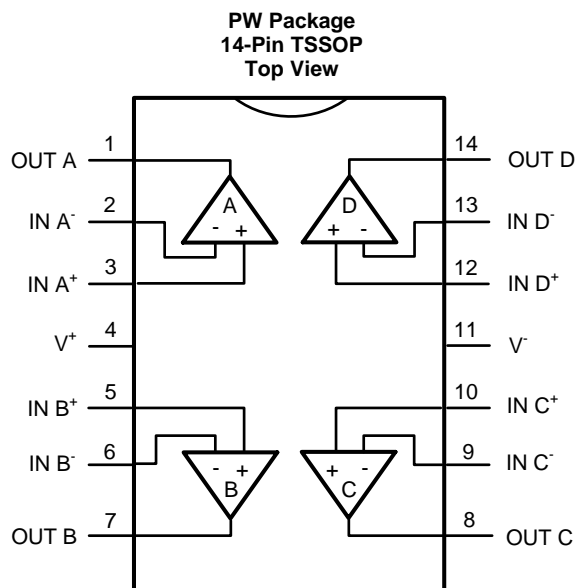 PW Package
14-Pin TSSOP
Top View
1
OUT A
14
OUT D
A
D
2
IN A-
- +
+ -
13
IN D-
3
IN A+
12
IN D+
4
V+
11
V-
5
IN B+
10
IN C+
6
IN B-
- +
+ -
9
IN C-
B
C
7
OUT B
8
OUT C